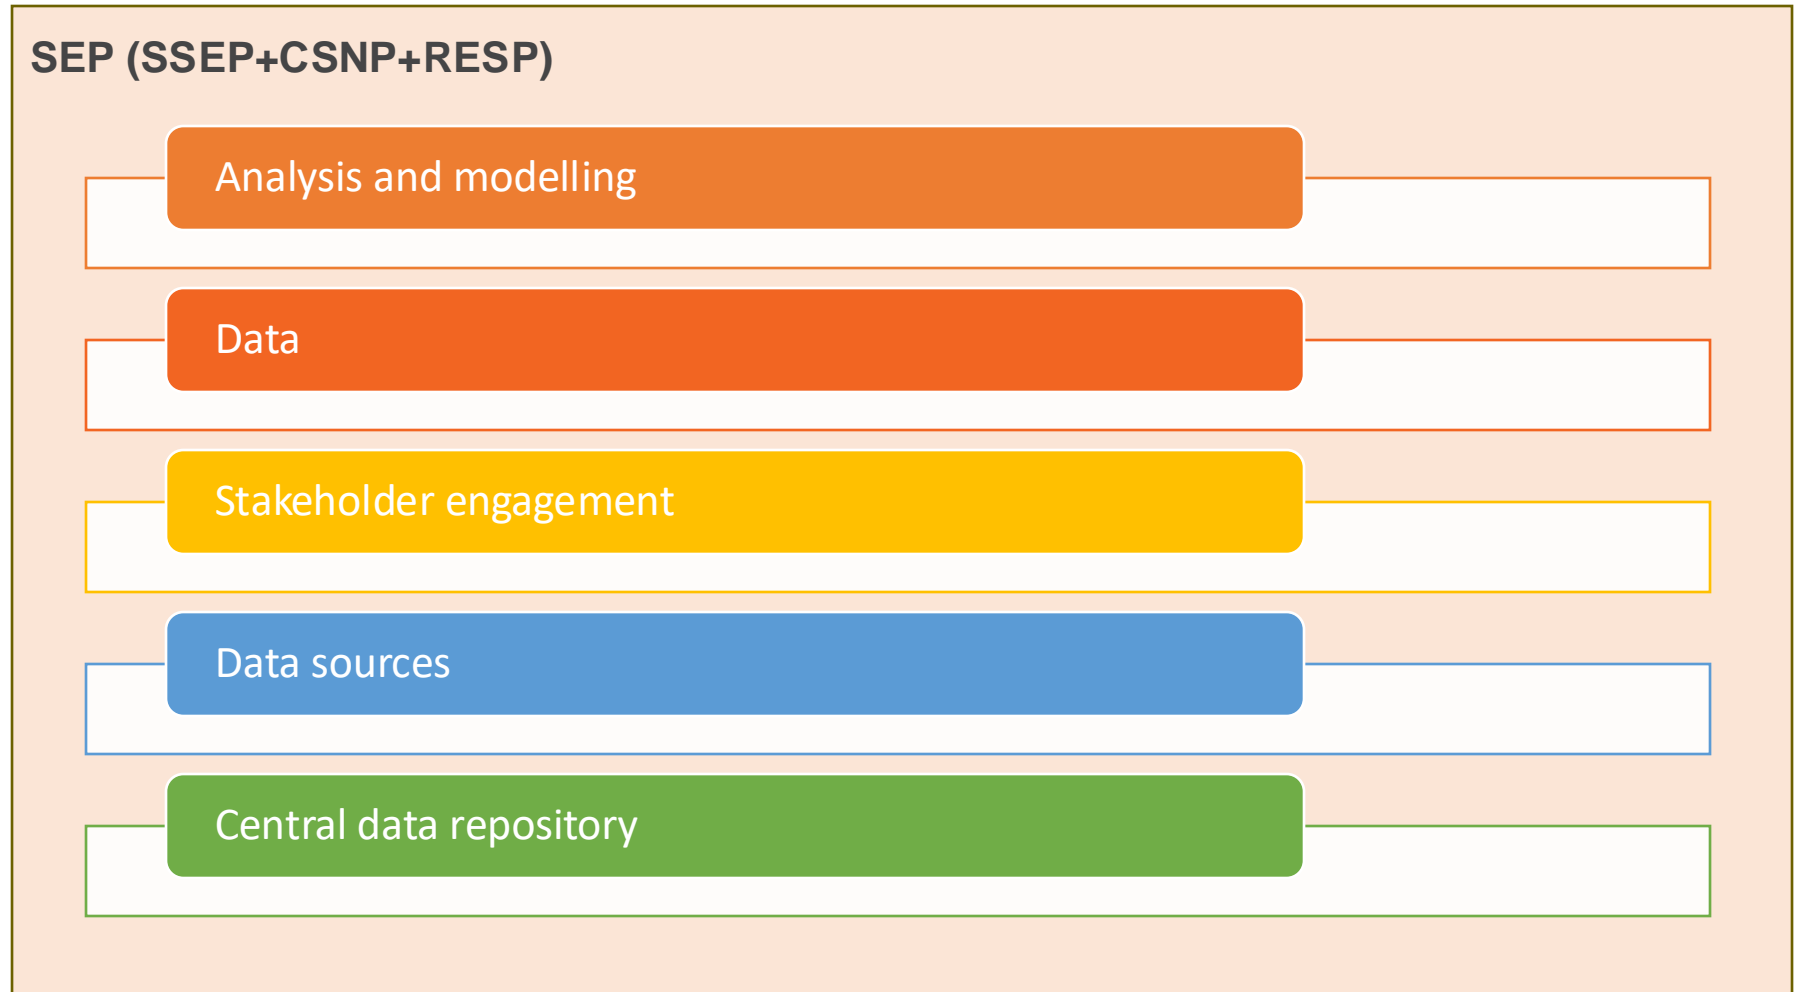 SEP (SSEP+CSNP+RESP)
Analysis and modelling
Data
Stakeholder engagement
Data sources
Central data repository